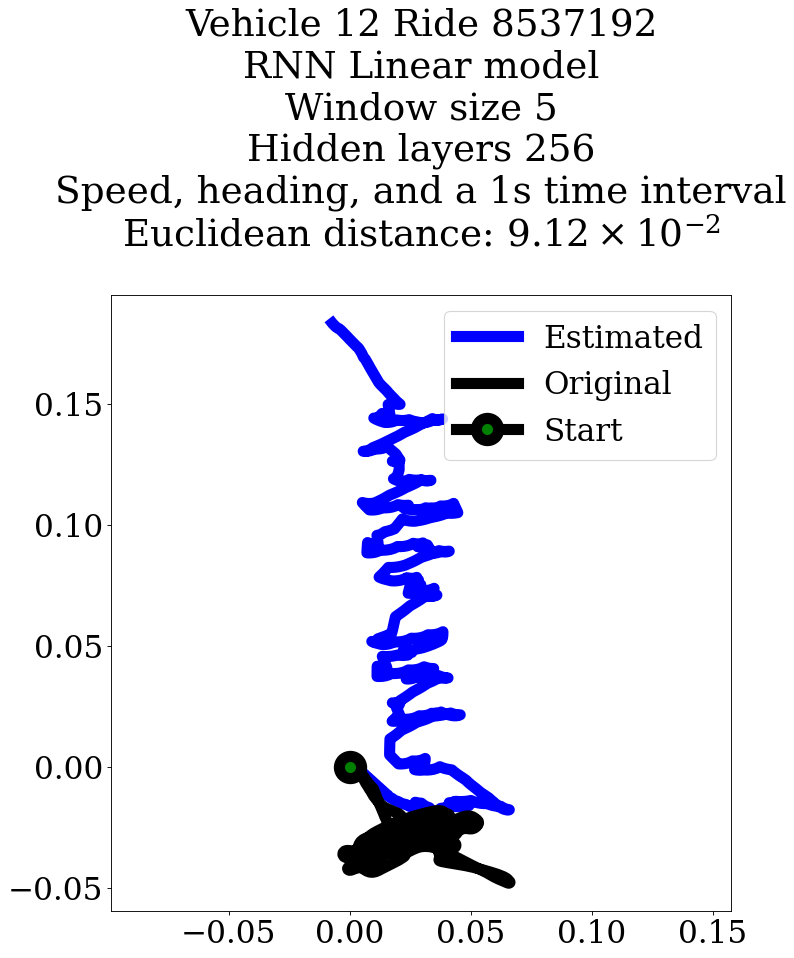 Vehicle 12 Ride 8537192
RNN Linear model
Window size 5
Hidden layers 256
Speed, heading, and a 1s time interval
Euclidean distance: 9.12 × 10⁻²
Estimated
Original
Start
0.15
0.10
0.05
0.00
−0.05
−0.05 0.00 0.05 0.10 0.15